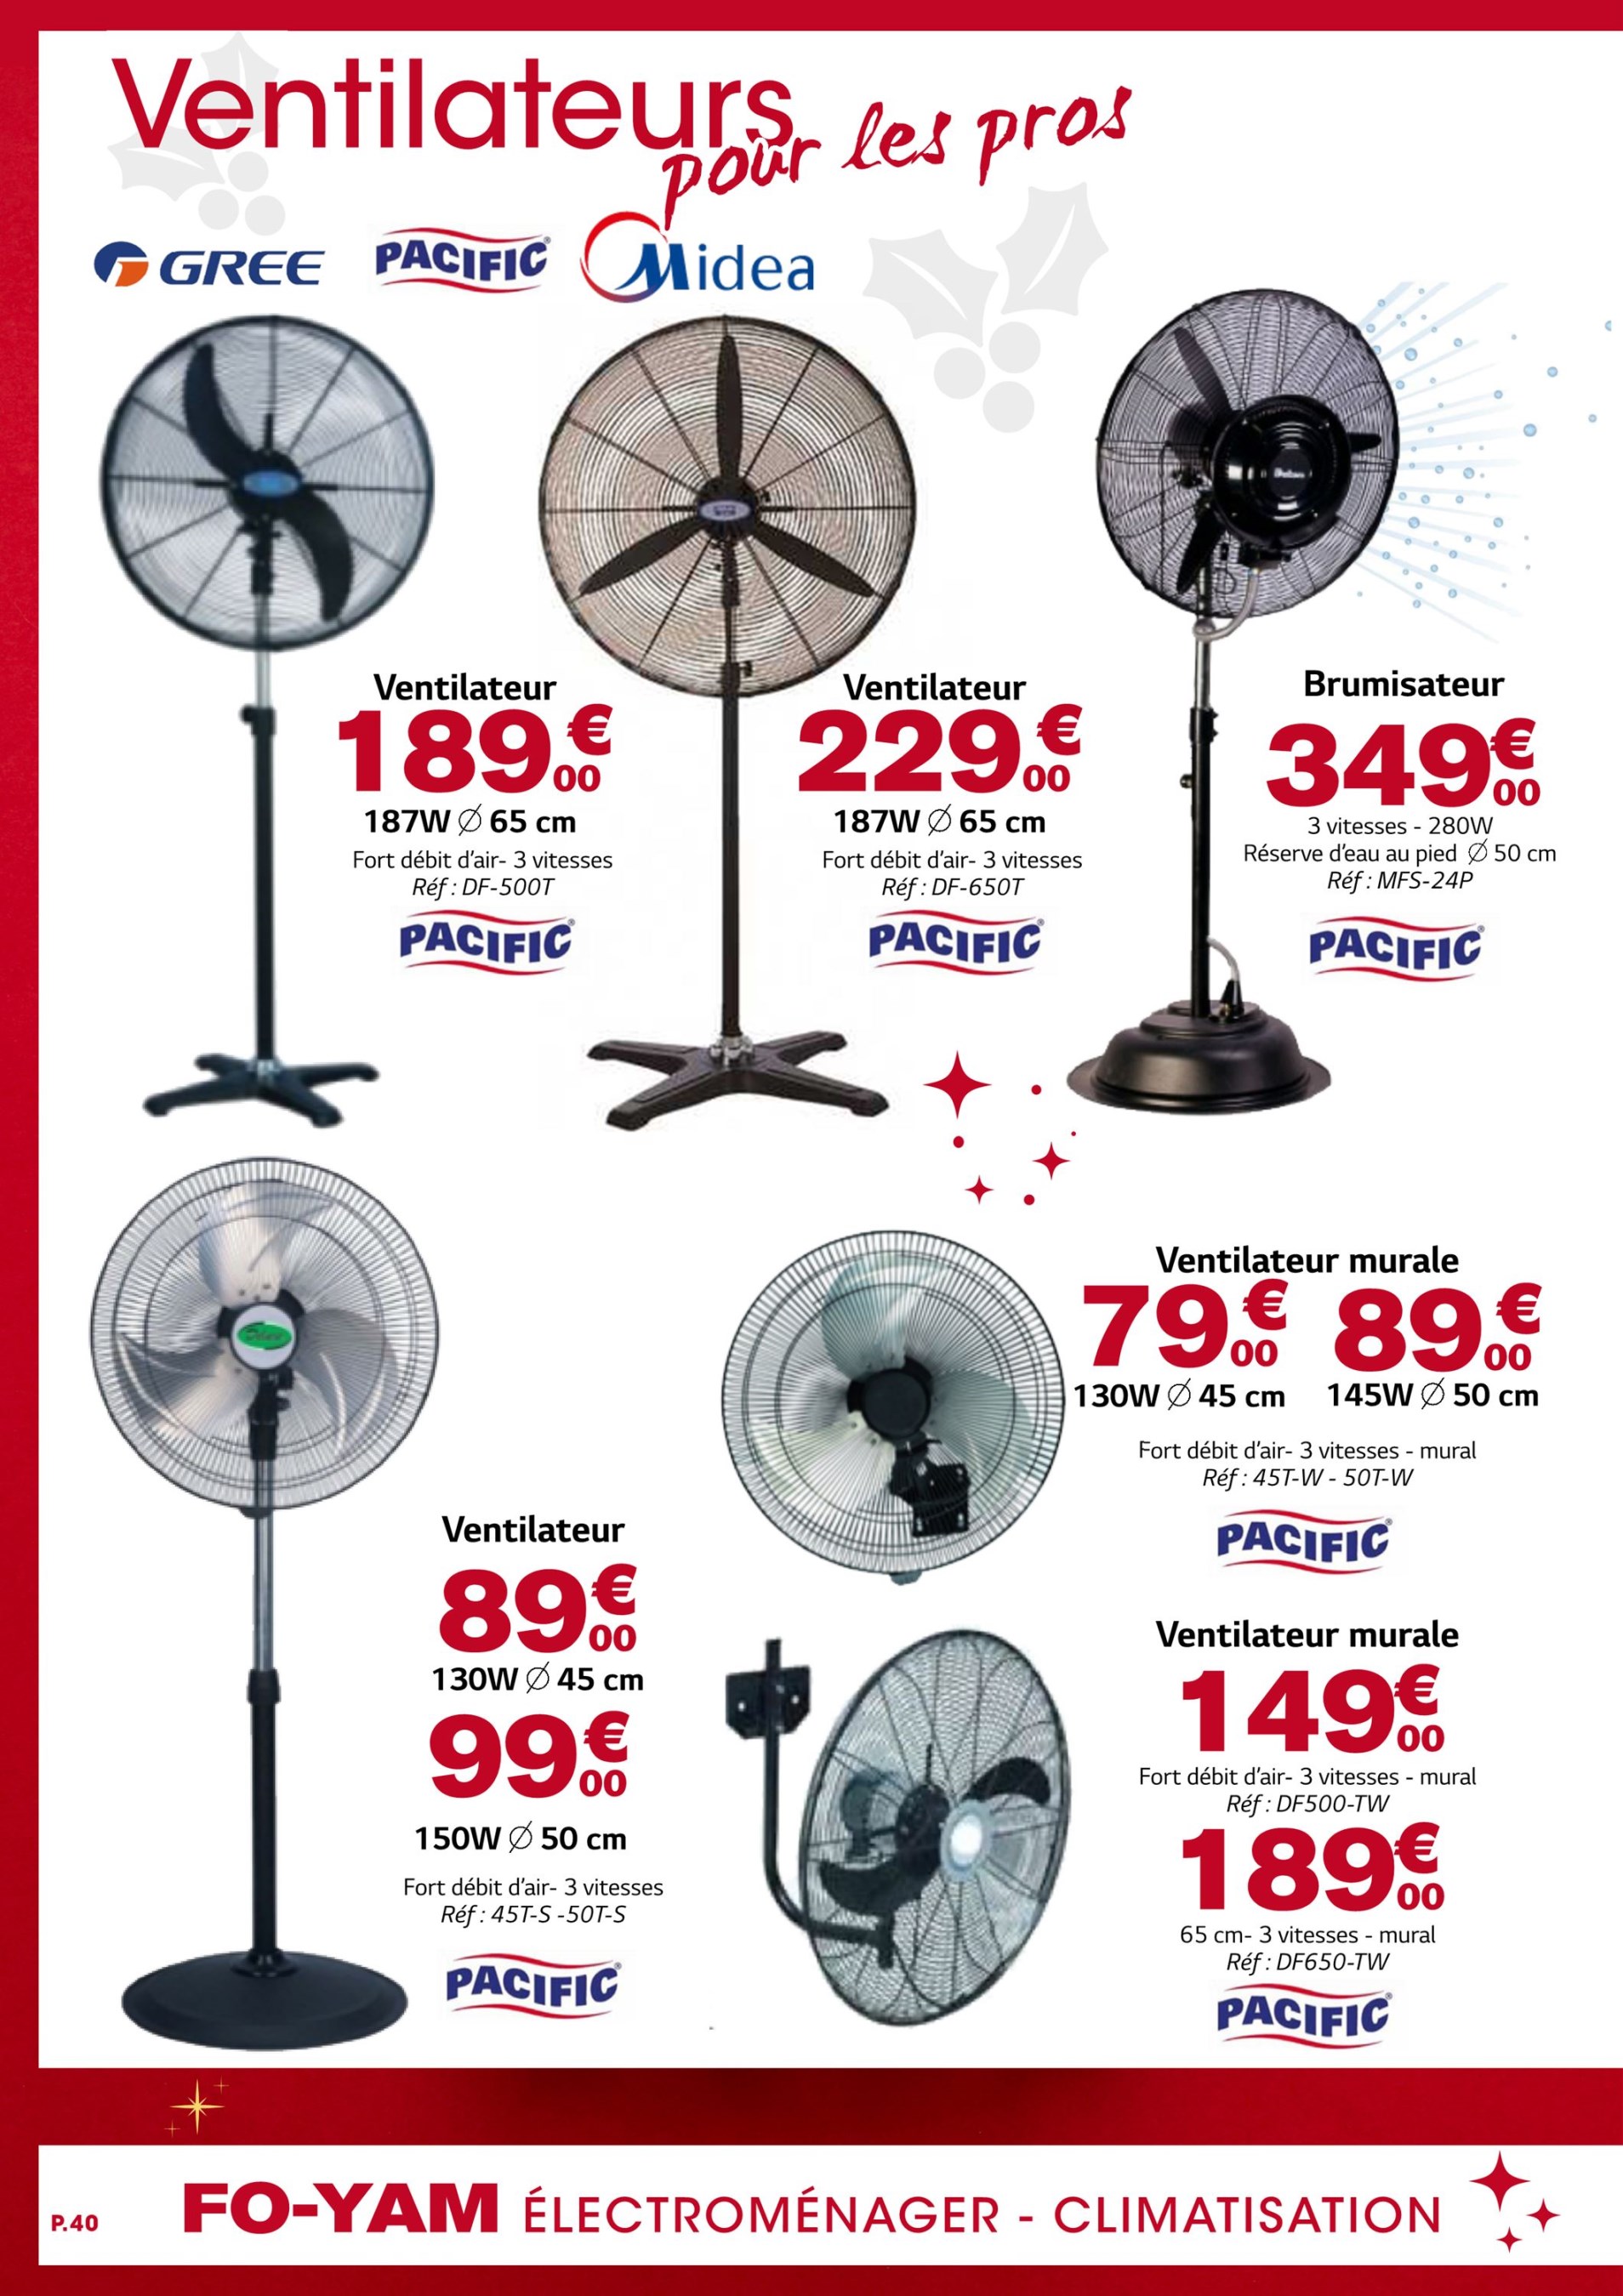 Ventilateurs
pour les pros
GREE PACIFIC® Midea
Ventilateur
189€00
187W Ø 65 cm
Fort débit d'air- 3 vitesses
Réf : DF-500T
PACIFIC®
Ventilateur
229€00
187W Ø 65 cm
Fort débit d'air- 3 vitesses
Réf : DF-650T
PACIFIC®
Brumisateur
349€00
3 vitesses - 280W
Réserve d'eau au pied Ø 50 cm
Réf : MFS-24P
PACIFIC®
Ventilateur murale
79€00 89€00
130W Ø 45 cm 145W Ø 50 cm
Fort débit d'air- 3 vitesses - mural
Réf : 45T-W - 50T-W
PACIFIC®
Ventilateur
89€00
130W Ø 45 cm
99€00
150W Ø 50 cm
Fort débit d'air- 3 vitesses
Réf : 45T-S -50T-S
PACIFIC®
Ventilateur murale
149€00
Fort débit d'air- 3 vitesses - mural
Réf : DF500-TW
189€00
65 cm- 3 vitesses - mural
Réf : DF650-TW
PACIFIC®
P.40
FO-YAM ÉLECTROMÉNAGER - CLIMATISATION